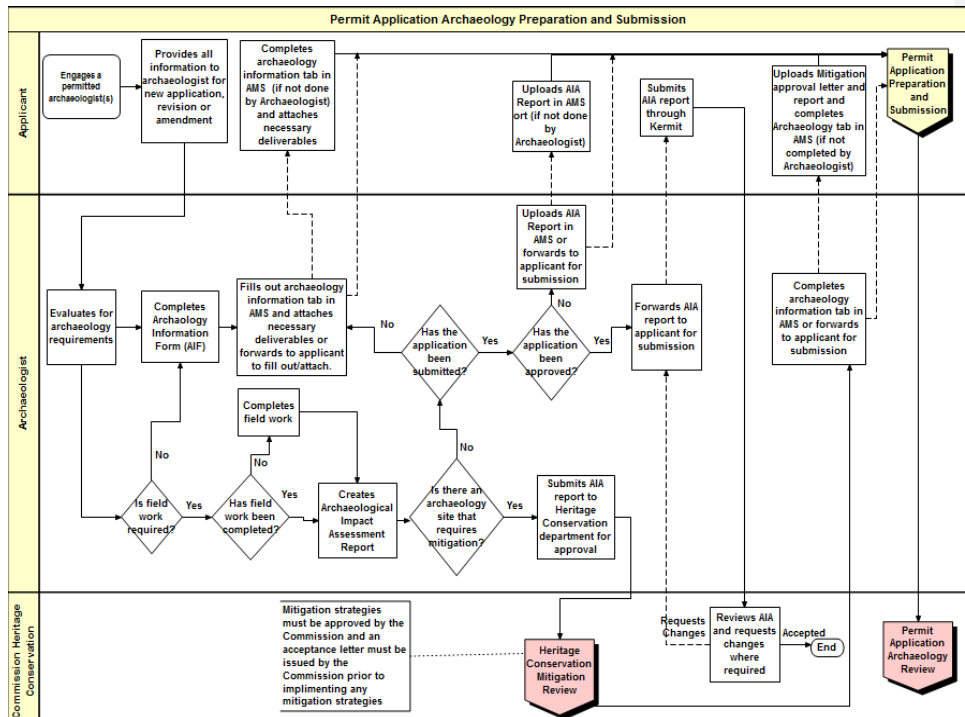 Permit Application Archaeology Preparation and Submission
Applicant
Engages a
permitted
archaeologist(s)
Provides all
information to
archaeologist for
new application,
revision or
amendment
Completes
archaeology
information tab in
AMS (if not done
by Archaeologist)
and attaches
necessary
deliverables
Uploads AIA
Report in AMS
ort (if not done
by
Archaeologist)
Submits
AIA report
through
Kermit
Uploads Mitigation
approval letter and
report and
completes
Archaeology tab in
AMS (if not
completed by
Archaeologist)
Permit
Application
Preparation
and
Submission
Archaeologist
Evaluates for
archaeology
requirements
Completes
Archaology
Information
Form (AIF)
Fills out archaeology
information tab in
AMS and attaches
necessary
deliverables or
forwards to applicant
to fill out/attach.
No
Has the
application
been
submitted?
Yes
Uploads AIA
Report in
AMS or
forwards to
applicant for
submission
No
Has the
application
been
approved?
Yes
Forwards AIA
report to
applicant for
submission
Completes
archaeology
information tab in
AMS or forwards
to applicant for
submission
No
Is field
work
required?
Yes
Completes
field work
No
Has field
work been
completed?
Yes
Creates
Archaeological
Impact
Assessment
Report
No
Is there an
archaeology
site that
requires
mitigation?
Yes
Submits AIA
report to
Heritage
Conservation
department for
approval
Commission Heritage
Conservation
Mitigation strategies
must be approved by the
Commission and an
acceptance letter must be
issued by the
Commission prior to
implimenting any
mitigation strategies
Heritage
Conservation
Mitigation
Review
Requests
Changes
Reviews AIA
and requests
changes
where
required
Accepted
End
Permit
Application
Archaeology
Review